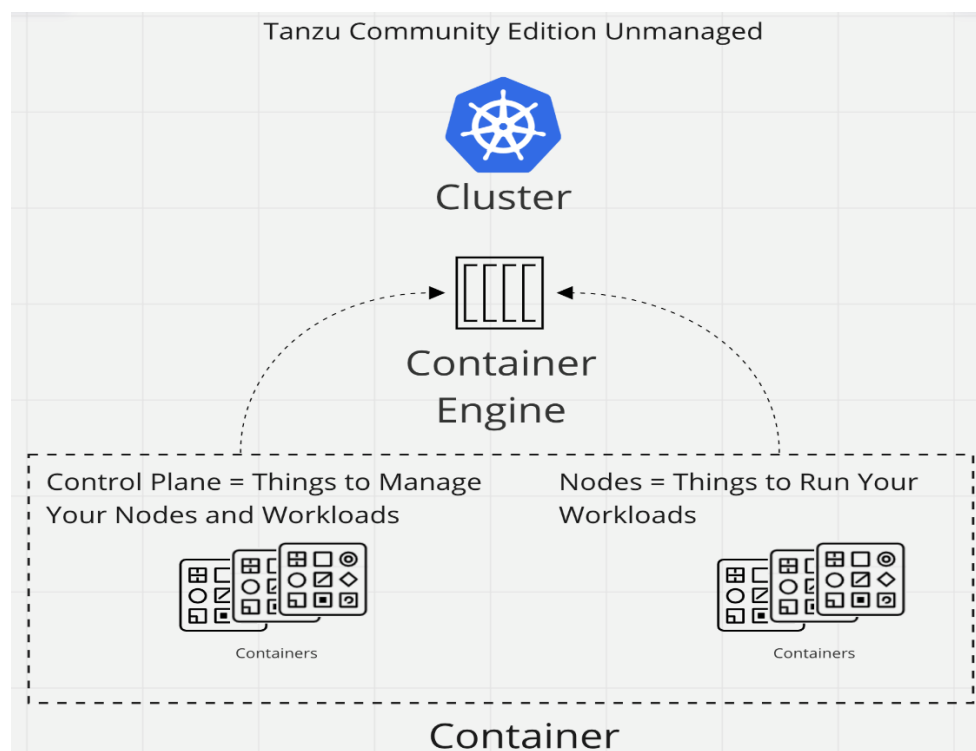 Tanzu Community Edition Unmanaged
Cluster
Container
Engine
Control Plane = Things to Manage
Your Nodes and Workloads
Nodes = Things to Run Your
Workloads
Containers
Containers
Container